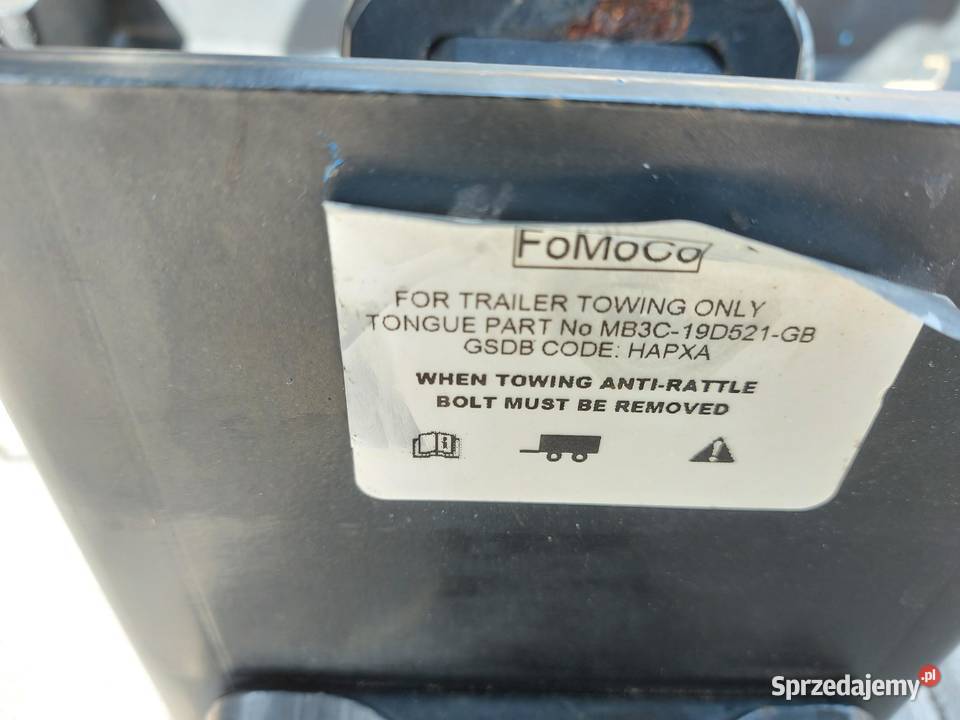 FoMoCo
FOR TRAILER TOWING ONLY
TONGUE PART No MB3C-19D521-GB
GSDB CODE: HAPXA
WHEN TOWING ANTI-RATTLE
BOLT MUST BE REMOVED
Sprzedajemy.pl